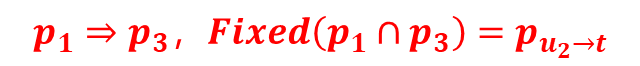 p₁ ⇒ p₃, Fixed(p₁ ∩ p₃) = p_{u₂→t}